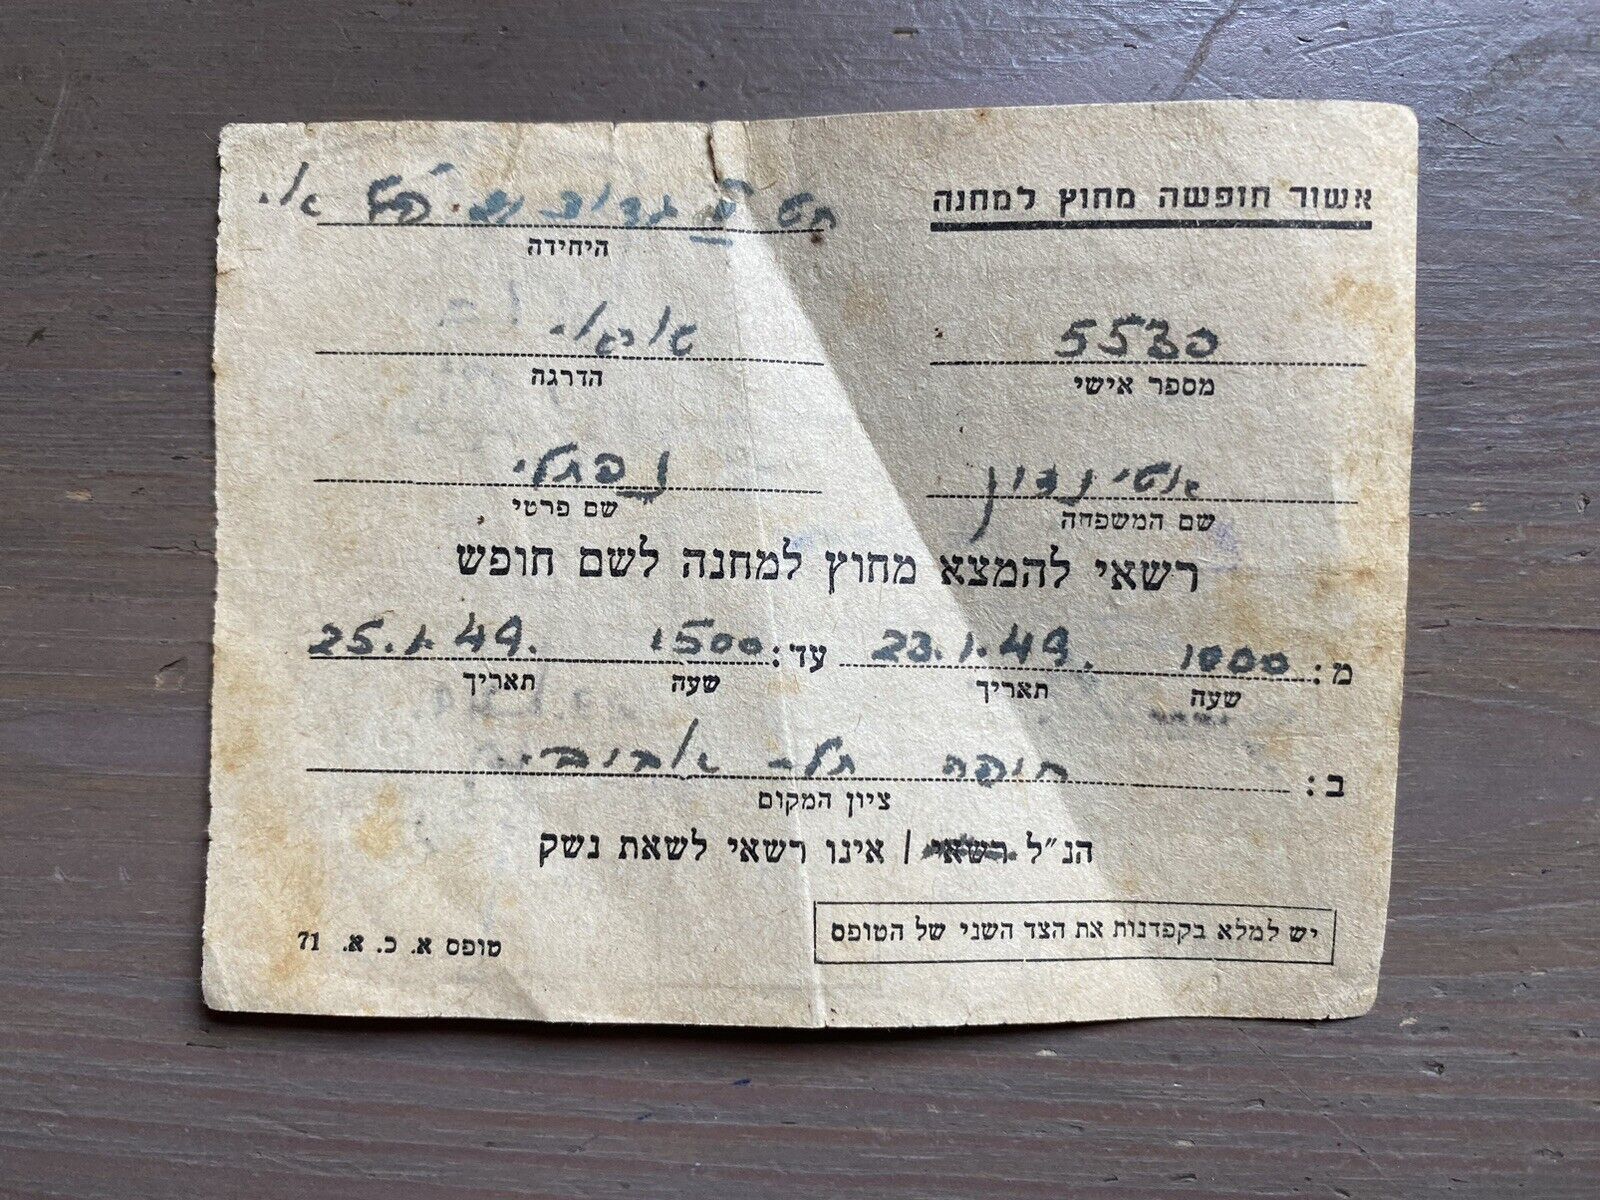 אשור חופשה מחוץ למחנה
היחידה
טוראי
מספר אישי הדרגה
נפתלי
שם המשפחה שם פרטי
רשאי להמצא מחוץ למחנה לשם חופש
מ: 1000 23.1.49. עד: 1500 25.1.49.
שעה תאריך שעה תאריך
ב: חיפה תל-אביב.
ציון המקום
הנ״ל רשאי / אינו רשאי לשאת נשק
יש למלא בקפדנות את הצד השני של הטופס
טופס א. כ. א. 71